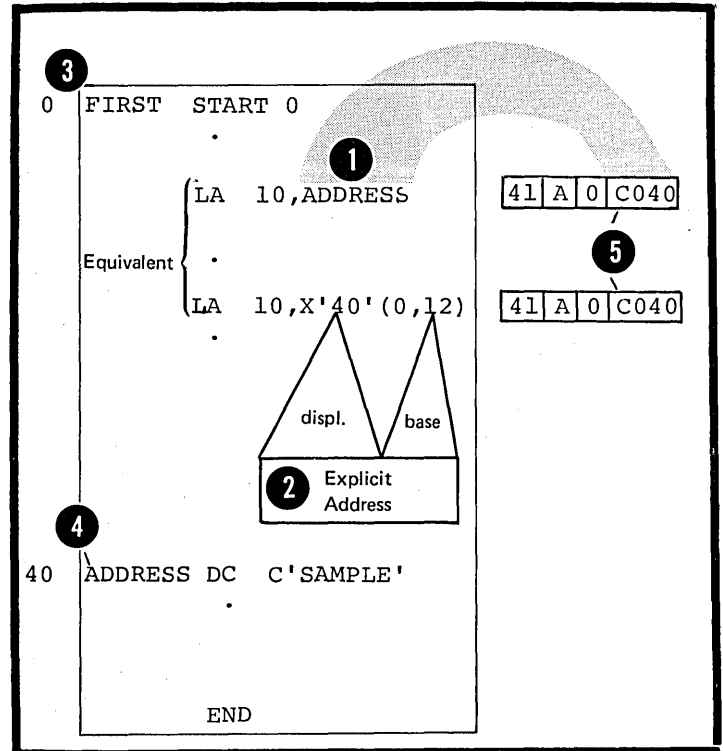 3
0 FIRST START 0
1
LA 10,ADDRESS 41 A 0 C040
Equivalent 5
LA 10,X'40'(0,12) 41 A 0 C040
displ. base
2 Explicit
Address
4
40 ADDRESS DC C'SAMPLE'
END